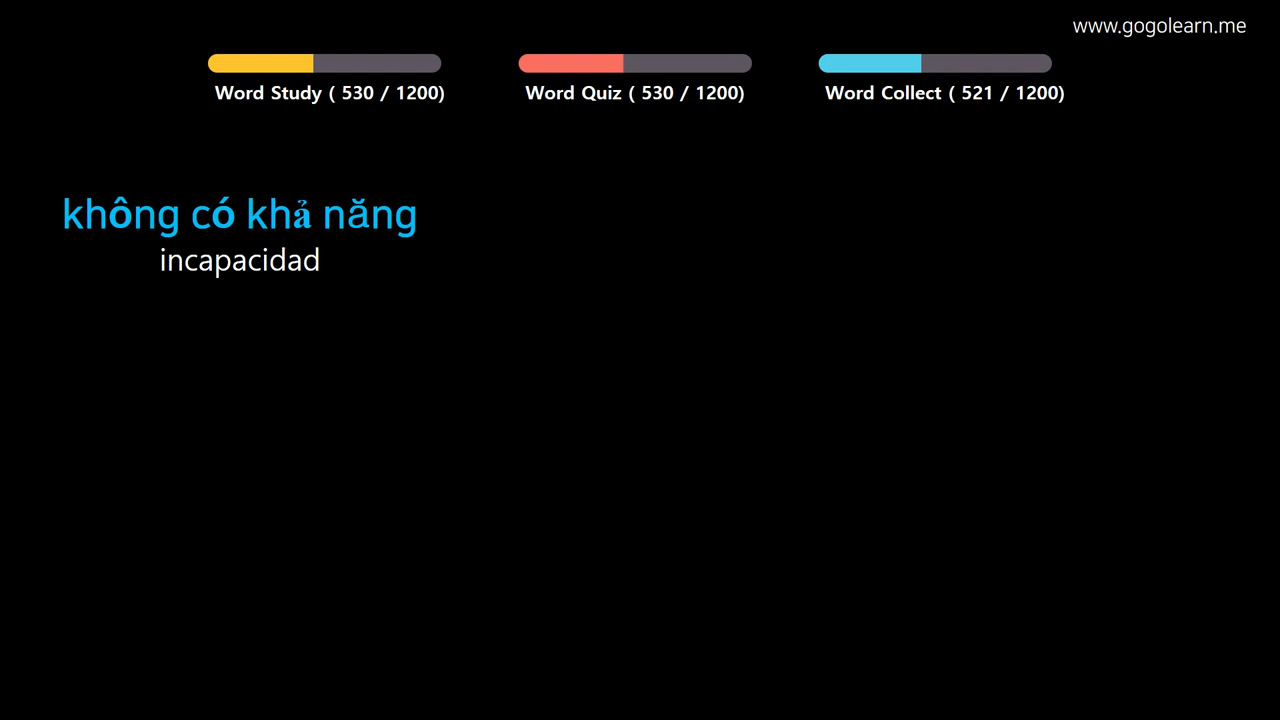 www.gogolearn.me
Word Study ( 530 / 1200)
Word Quiz ( 530 / 1200)
Word Collect ( 521 / 1200)
không có khả năng
incapacidad